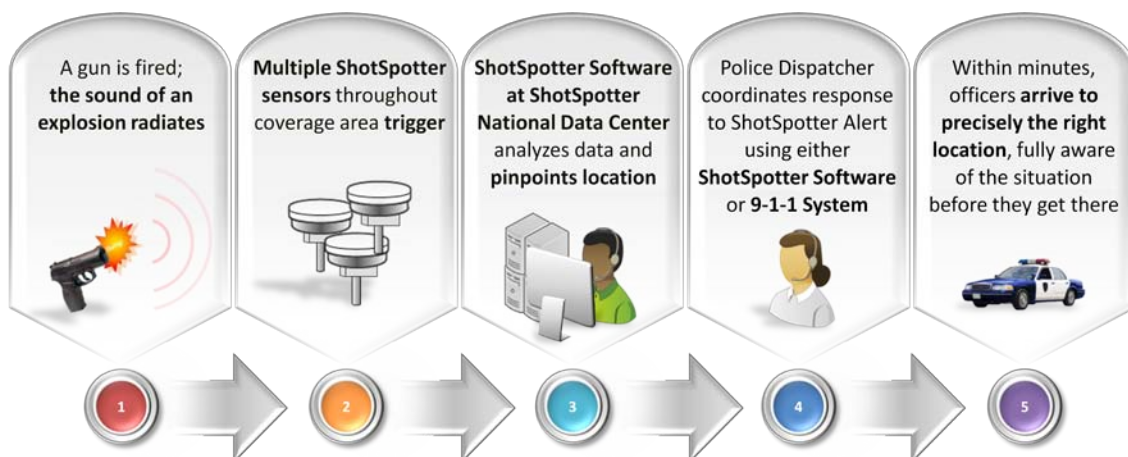 A gun is fired;
the sound of an
explosion radiates
Multiple ShotSpotter
sensors throughout
coverage area trigger
ShotSpotter Software
at ShotSpotter
National Data Center
analyzes data and
pinpoints location
Police Dispatcher
coordinates response
to ShotSpotter Alert
using either
ShotSpotter Software
or 9-1-1 System
Within minutes,
officers arrive to
precisely the right
location, fully aware
of the situation
before they get there
1
2
3
4
5